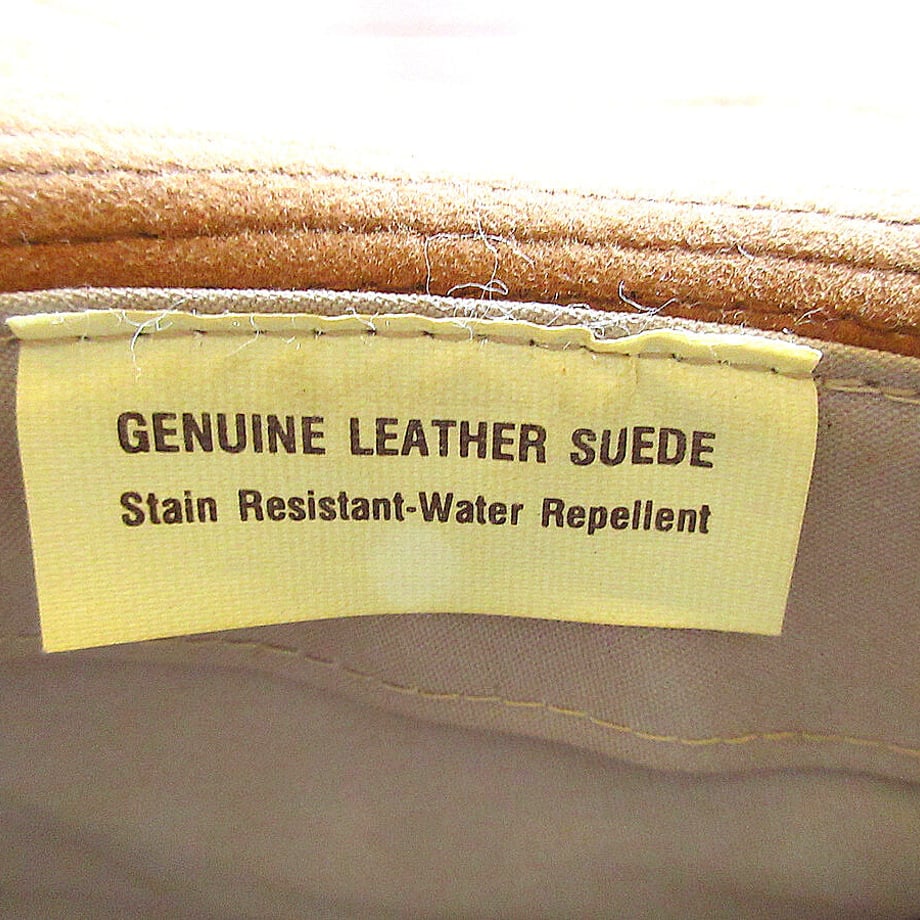 GENUINE LEATHER SUEDE
Stain Resistant-Water Repellent